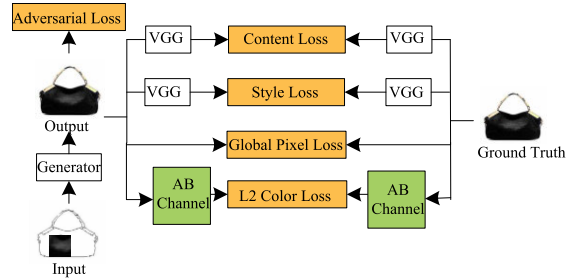 Adversarial Loss
VGG
Content Loss
VGG
VGG
Style Loss
VGG
Output
Global Pixel Loss
Ground Truth
Generator
AB
Channel
L2 Color Loss
AB
Channel
Input